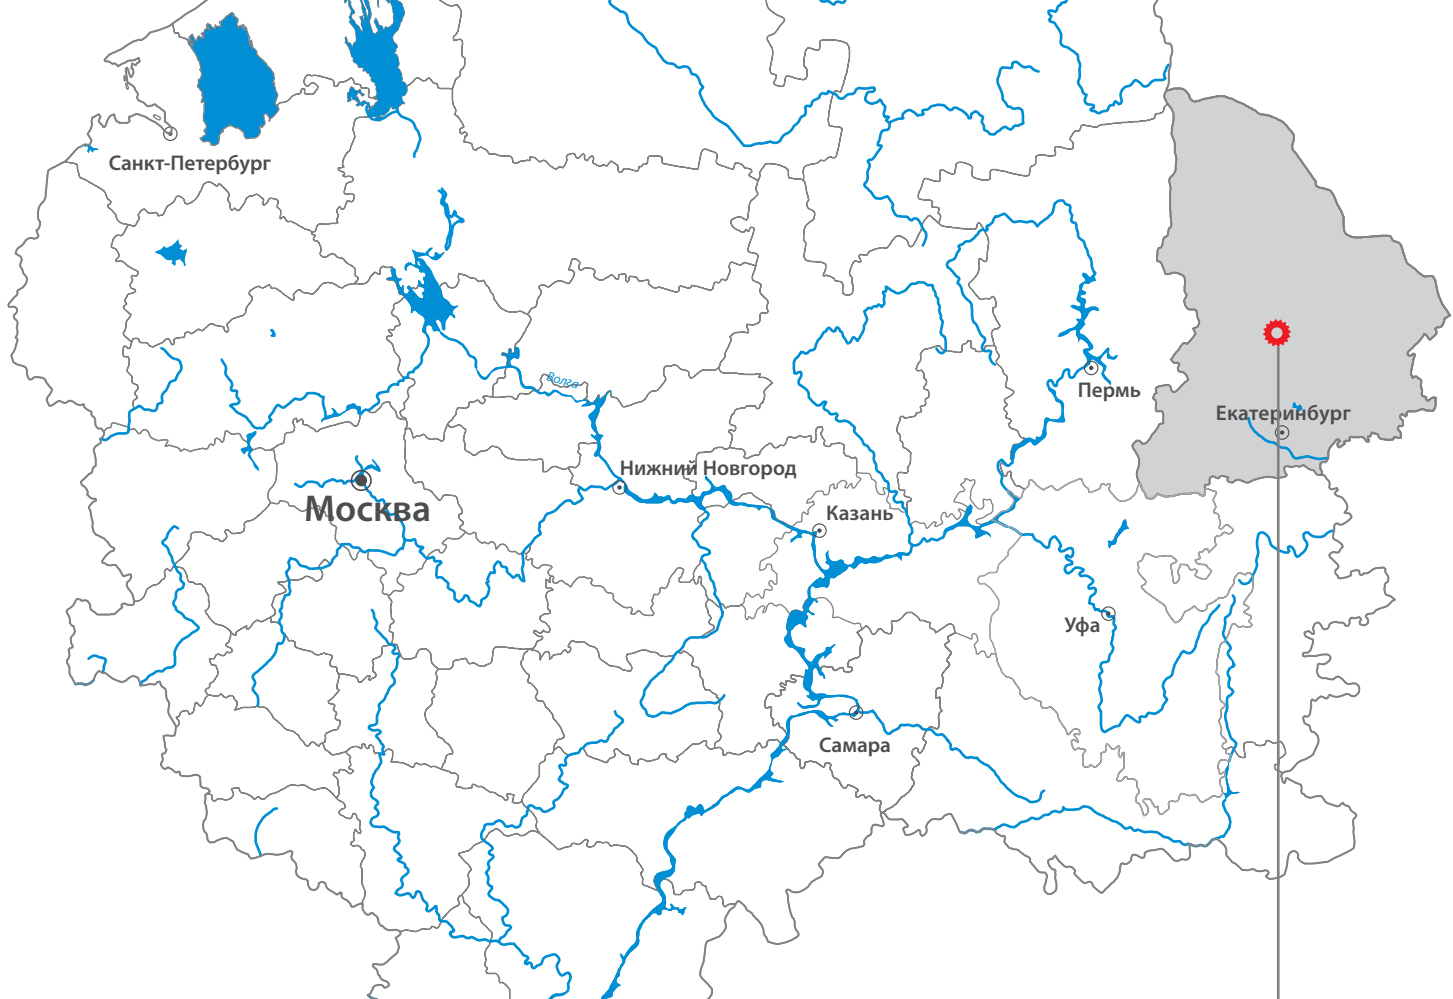 Санкт-Петербург
Волга
Пермь
Екатеринбург
Нижний Новгород
Москва
Казань
Уфа
Самара